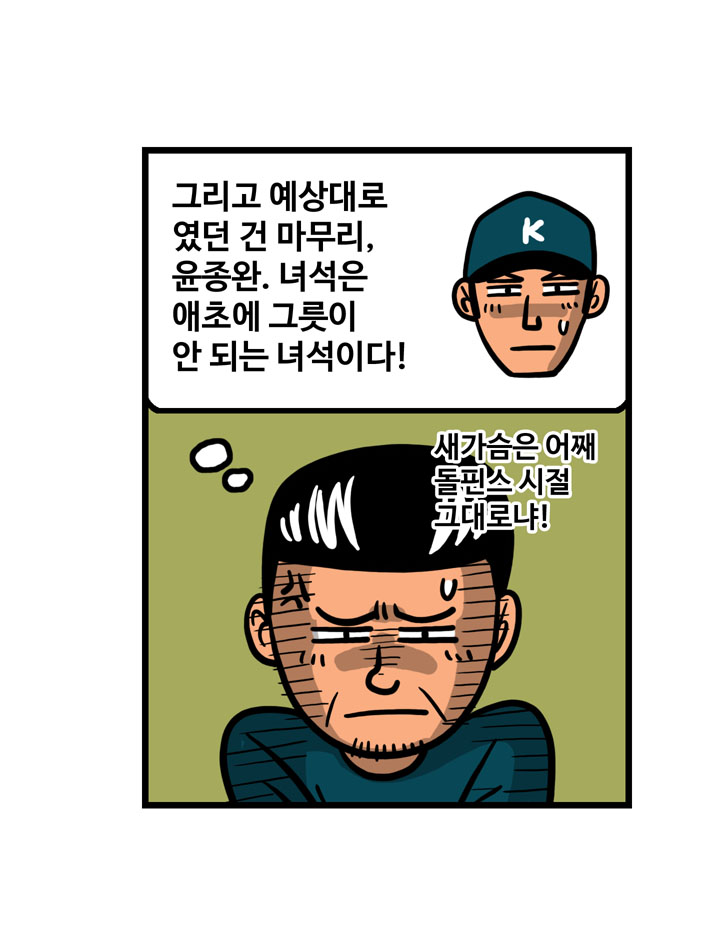 그리고 예상대로
였던 건 마무리,
윤종완. 녀석은
애초에 그릇이
안 되는 녀석이다!
K
새가슴은 어째
돌핀스 시절
그대로냐!